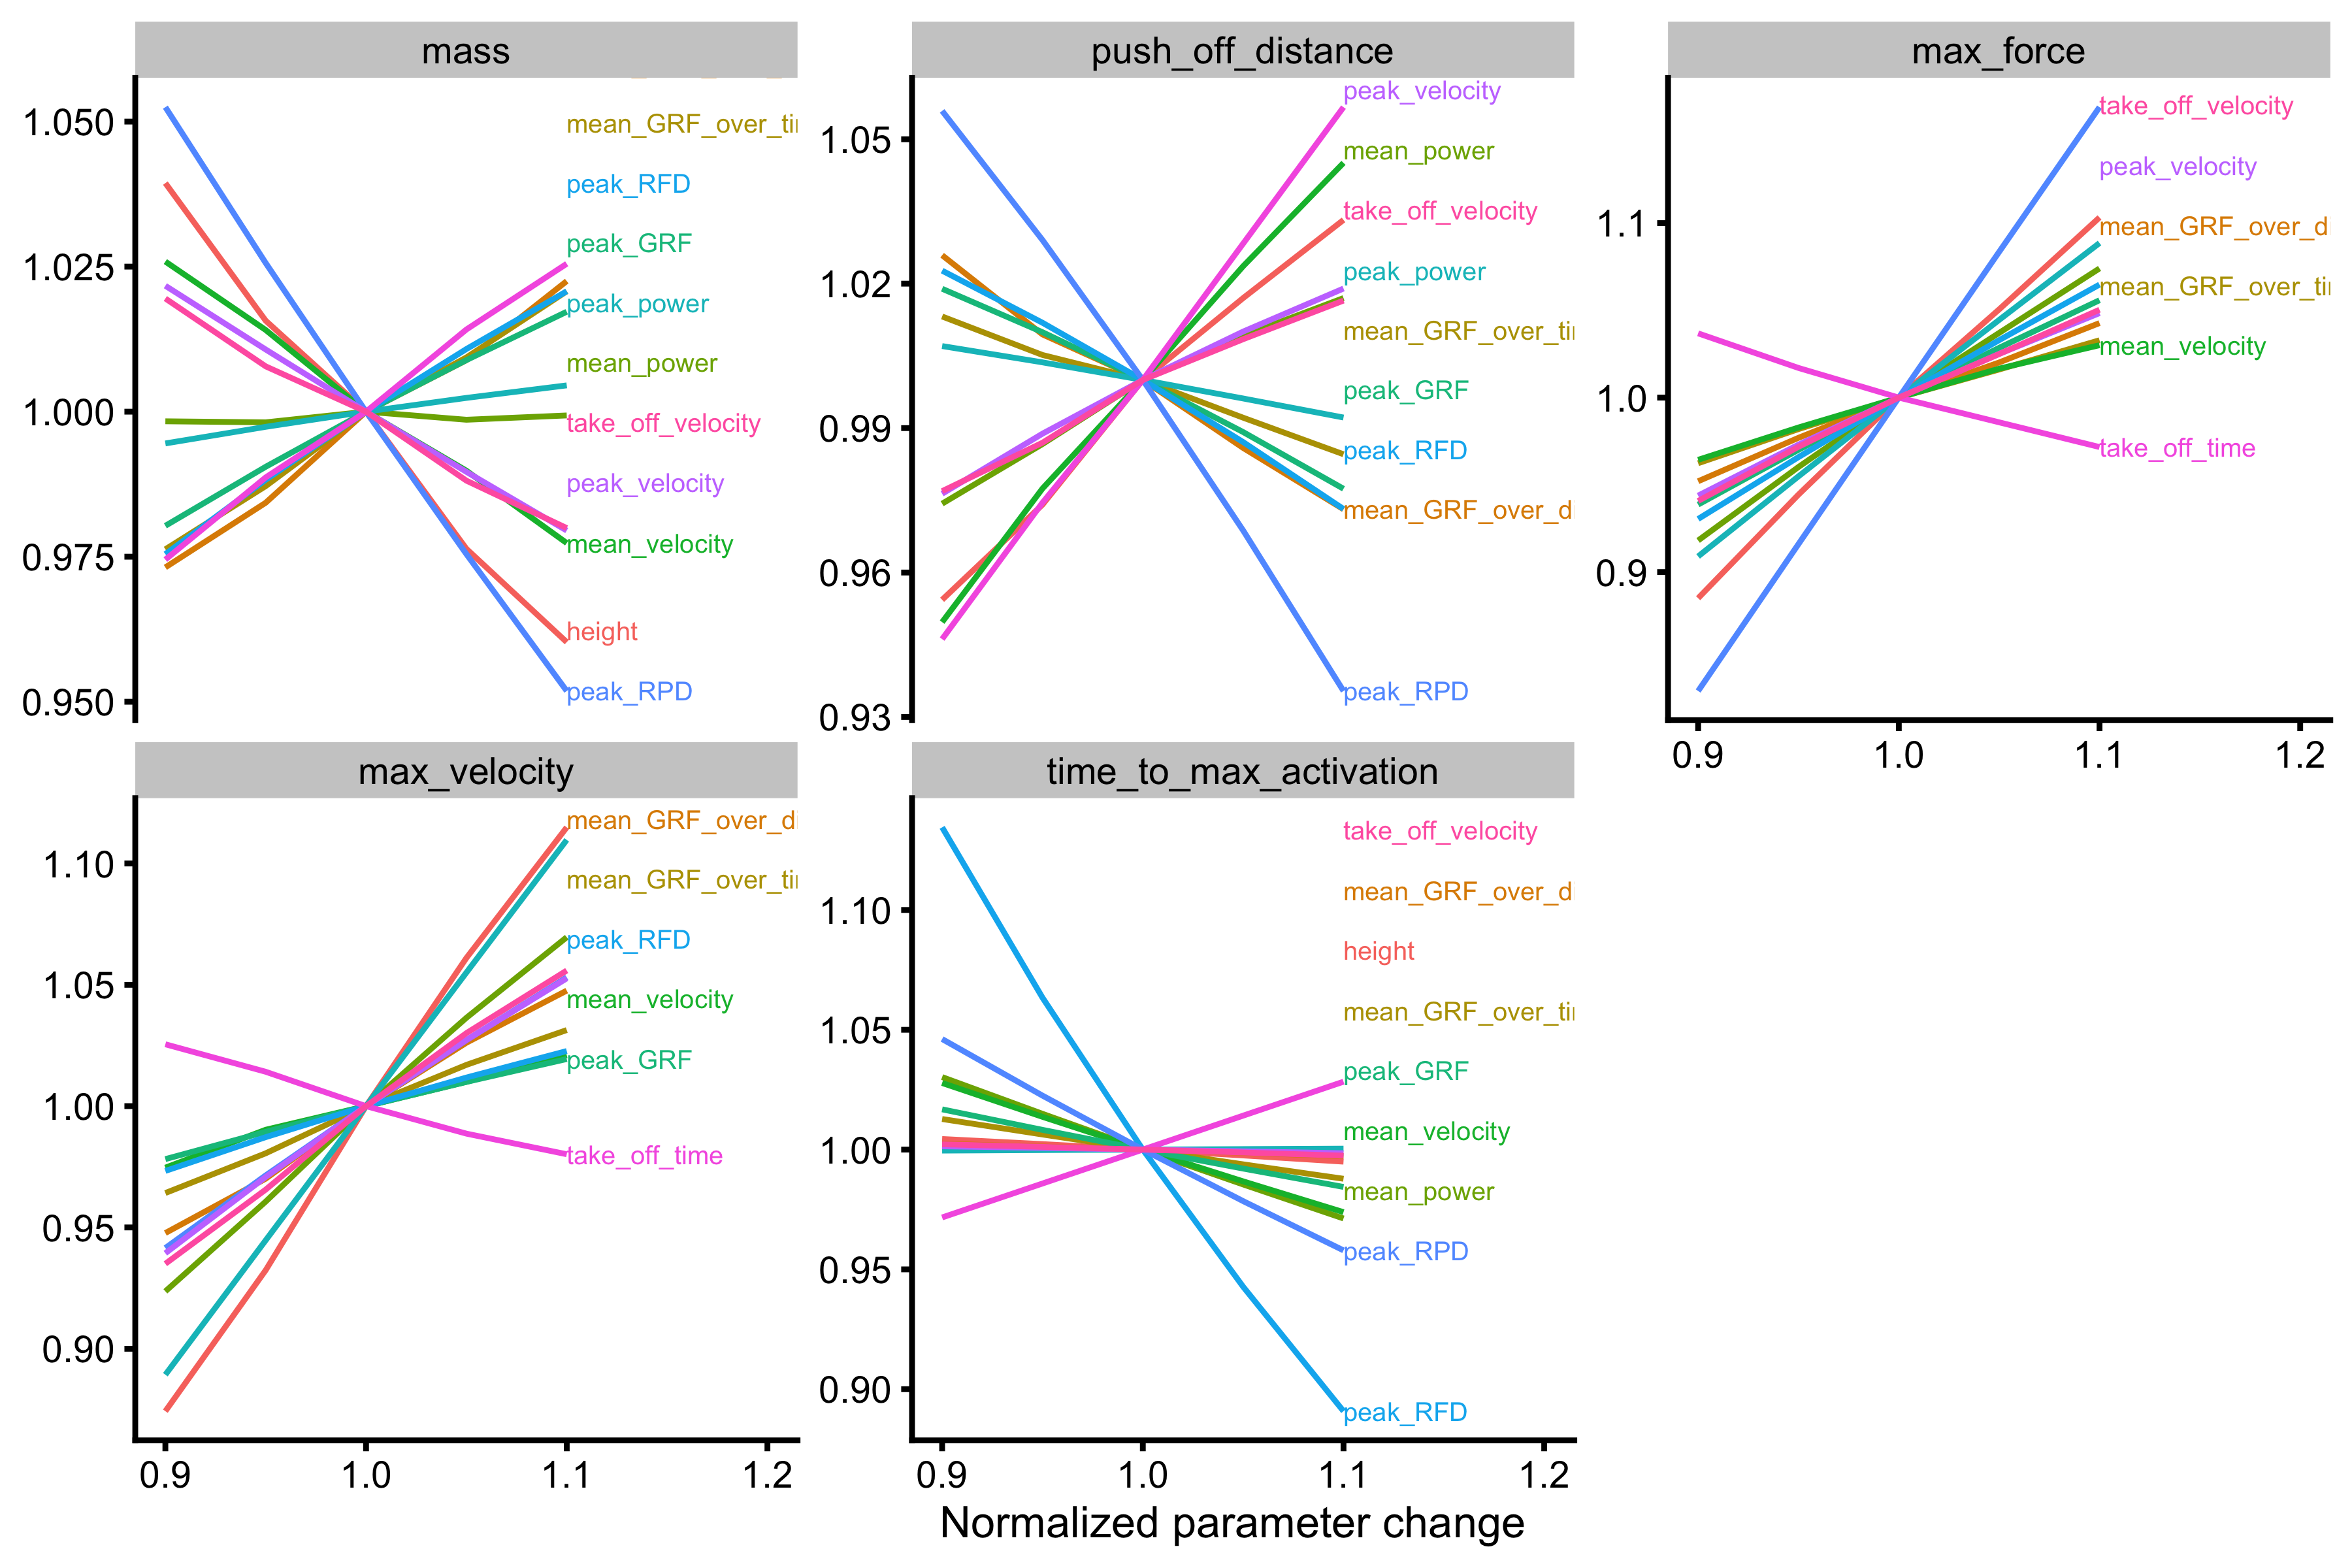 mass
1.050
1.025
1.000
0.975
0.950
mean_GRF_over_ti
peak_RFD
peak_GRF
peak_power
mean_power
take_off_velocity
peak_velocity
mean_velocity
height
peak_RPD
push_off_distance
1.05
1.02
0.99
0.96
0.93
peak_velocity
mean_power
take_off_velocity
peak_power
mean_GRF_over_ti
peak_GRF
peak_RFD
mean_GRF_over_d
peak_RPD
max_force
1.1
1.0
0.9
take_off_velocity
peak_velocity
mean_GRF_over_d
mean_GRF_over_ti
mean_velocity
take_off_time
0.9 1.0 1.1 1.2
max_velocity
1.10
1.05
1.00
0.95
0.90
mean_GRF_over_d
mean_GRF_over_ti
peak_RFD
mean_velocity
peak_GRF
take_off_time
0.9 1.0 1.1 1.2
time_to_max_activation
1.10
1.05
1.00
0.95
0.90
take_off_velocity
mean_GRF_over_d
height
mean_GRF_over_ti
peak_GRF
mean_velocity
mean_power
peak_RPD
peak_RFD
0.9 1.0 1.1 1.2
Normalized parameter change